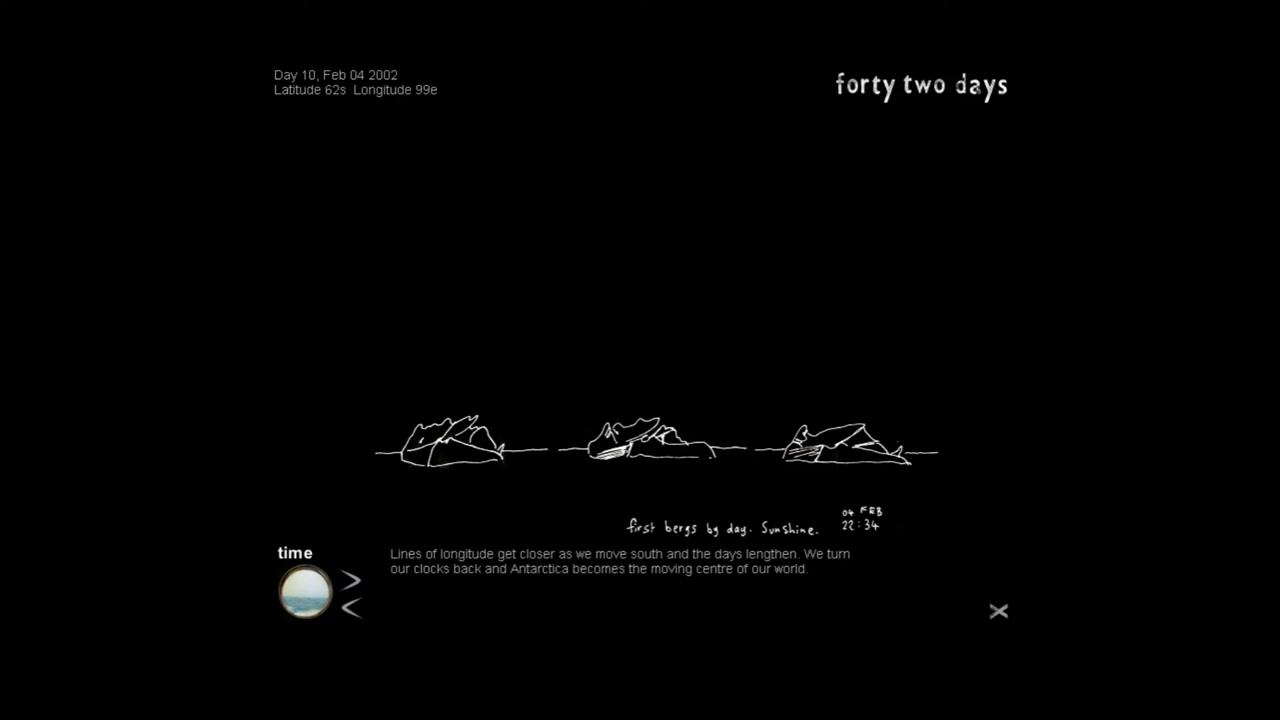 Day 10, Feb 04 2002
Latitude 62s Longitude 99e
forty two days
first bergs by day. Sunshine.
04 FEB
22:34
time
Lines of longitude get closer as we move south and the days lengthen. We turn
our clocks back and Antarctica becomes the moving centre of our world.